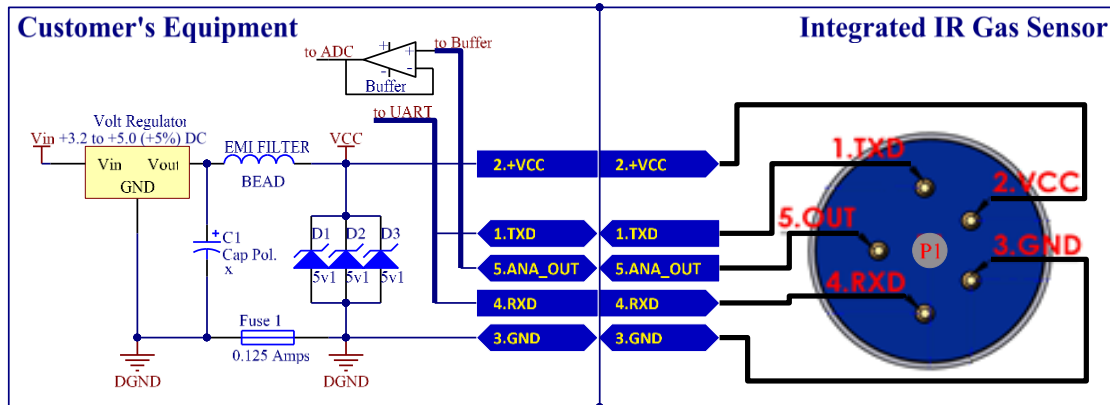 Customer's Equipment
Integrated IR Gas Sensor
to ADC
+
-
+
-
to Buffer
Buffer
to UART
Volt Regulator
Vin +3.2 to +5.0 (+5%) DC
Vin Vout
GND
EMI FILTER
BEAD
VCC
+
C1
Cap Pol.
x
D1 D2 D3
5v1 5v1 5v1
Fuse 1
0.125 Amps
DGND
DGND
2.+VCC
2.+VCC
1.TXD
1.TXD
5.ANA_OUT
5.ANA_OUT
4.RXD
4.RXD
3.GND
3.GND
1.TXD
2.VCC
5.OUT
P1
3.GND
4.RXD